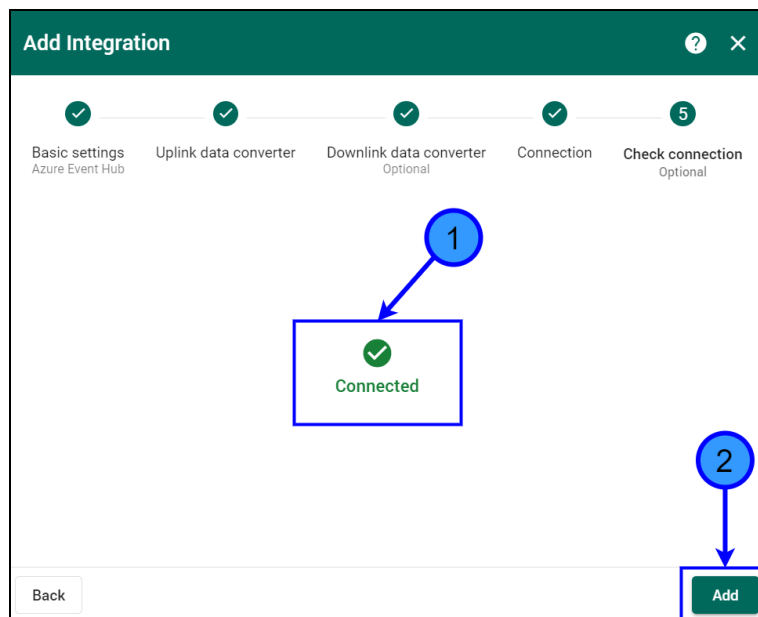 Add Integration
?
5
Basic settings
Azure Event Hub
Uplink data converter
Downlink data converter
Optional
Connection
Check connection
Optional
1
Connected
2
Back
Add